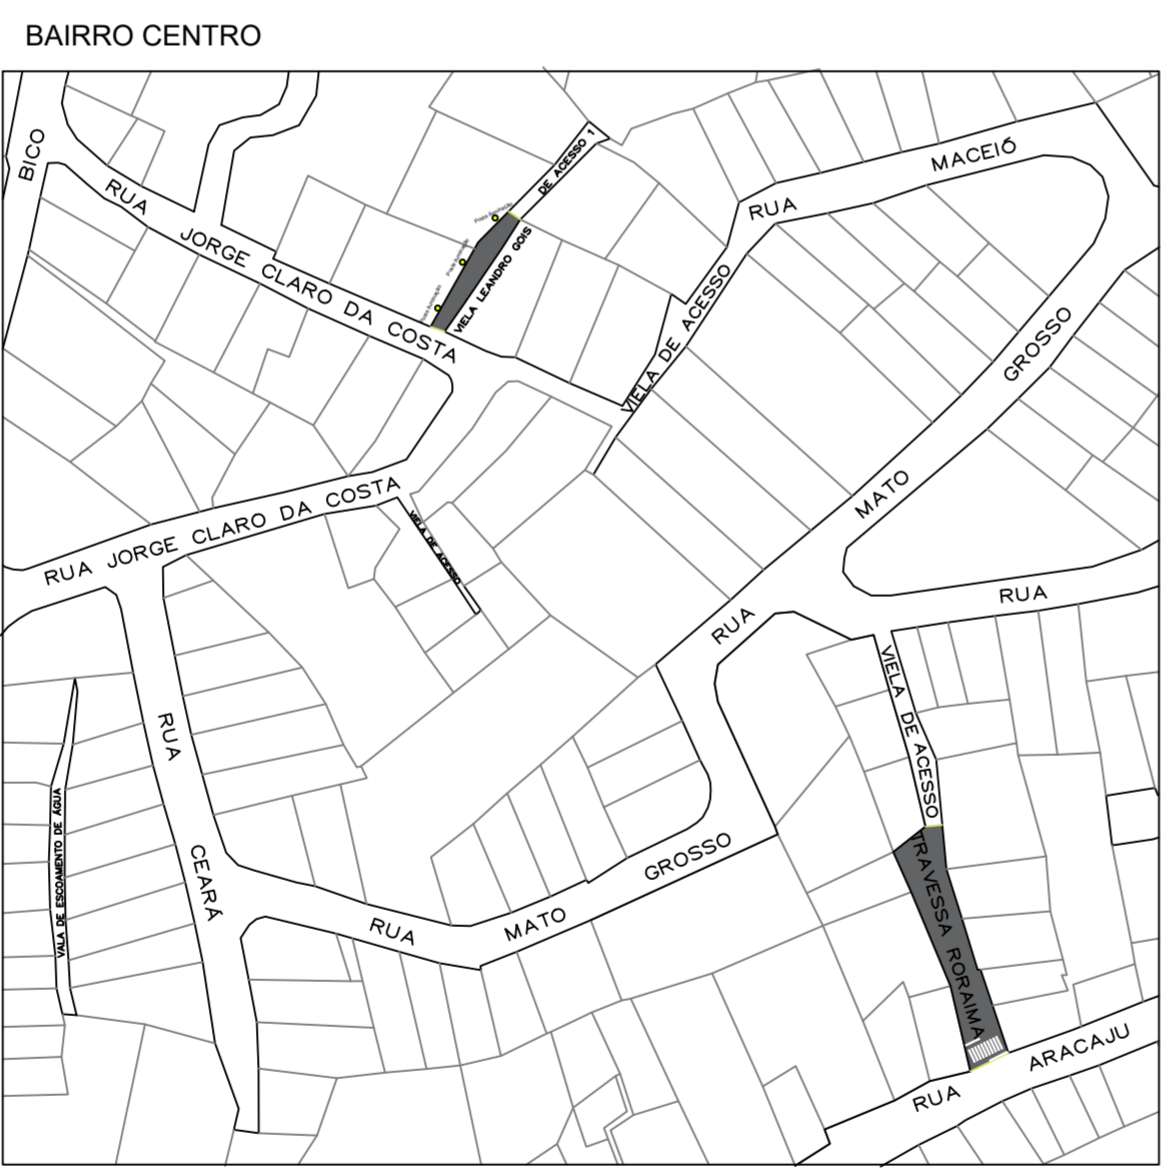 BAIRRO CENTRO
BICO
RUA JORGE CLARO DA COSTA
DE ACESSO 1
VIELA LEANDRO GOIS
RUA MACEIÓ
VIELA DE ACESSO
RUA MATO GROSSO
RUA JORGE CLARO DA COSTA
VIELA DE ACESSO
RUA
RUA CEARÁ
VALA DE ESCOAMENTO DE ÁGUA
RUA MATO GROSSO
VIELA DE ACESSO
TRAVESSA RORAIMA
RUA ARACAJU